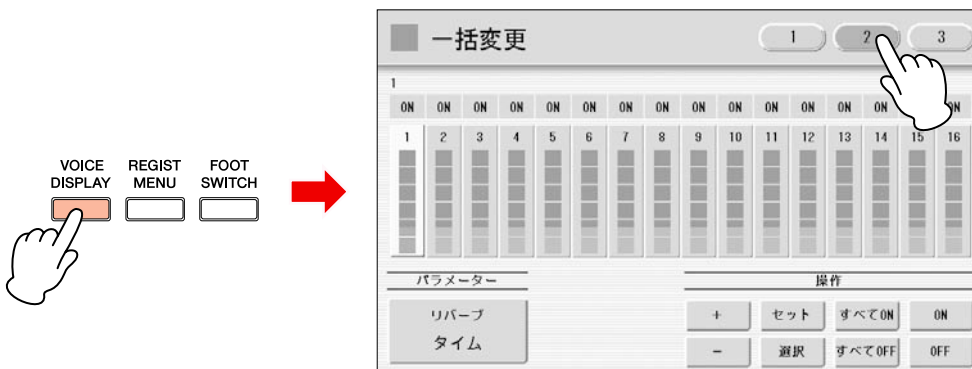 VOICE DISPLAY
REGIST MENU
FOOT SWITCH
一括変更
1 2 3
1
ON ON ON ON ON ON ON ON ON ON ON ON ON ON ON
1 2 3 4 5 6 7 8 9 10 11 12 13 14 15 16
パラメーター
操作
リバーブ
タイム
+ セット すべてON ON
− 選択 すべてOFF OFF